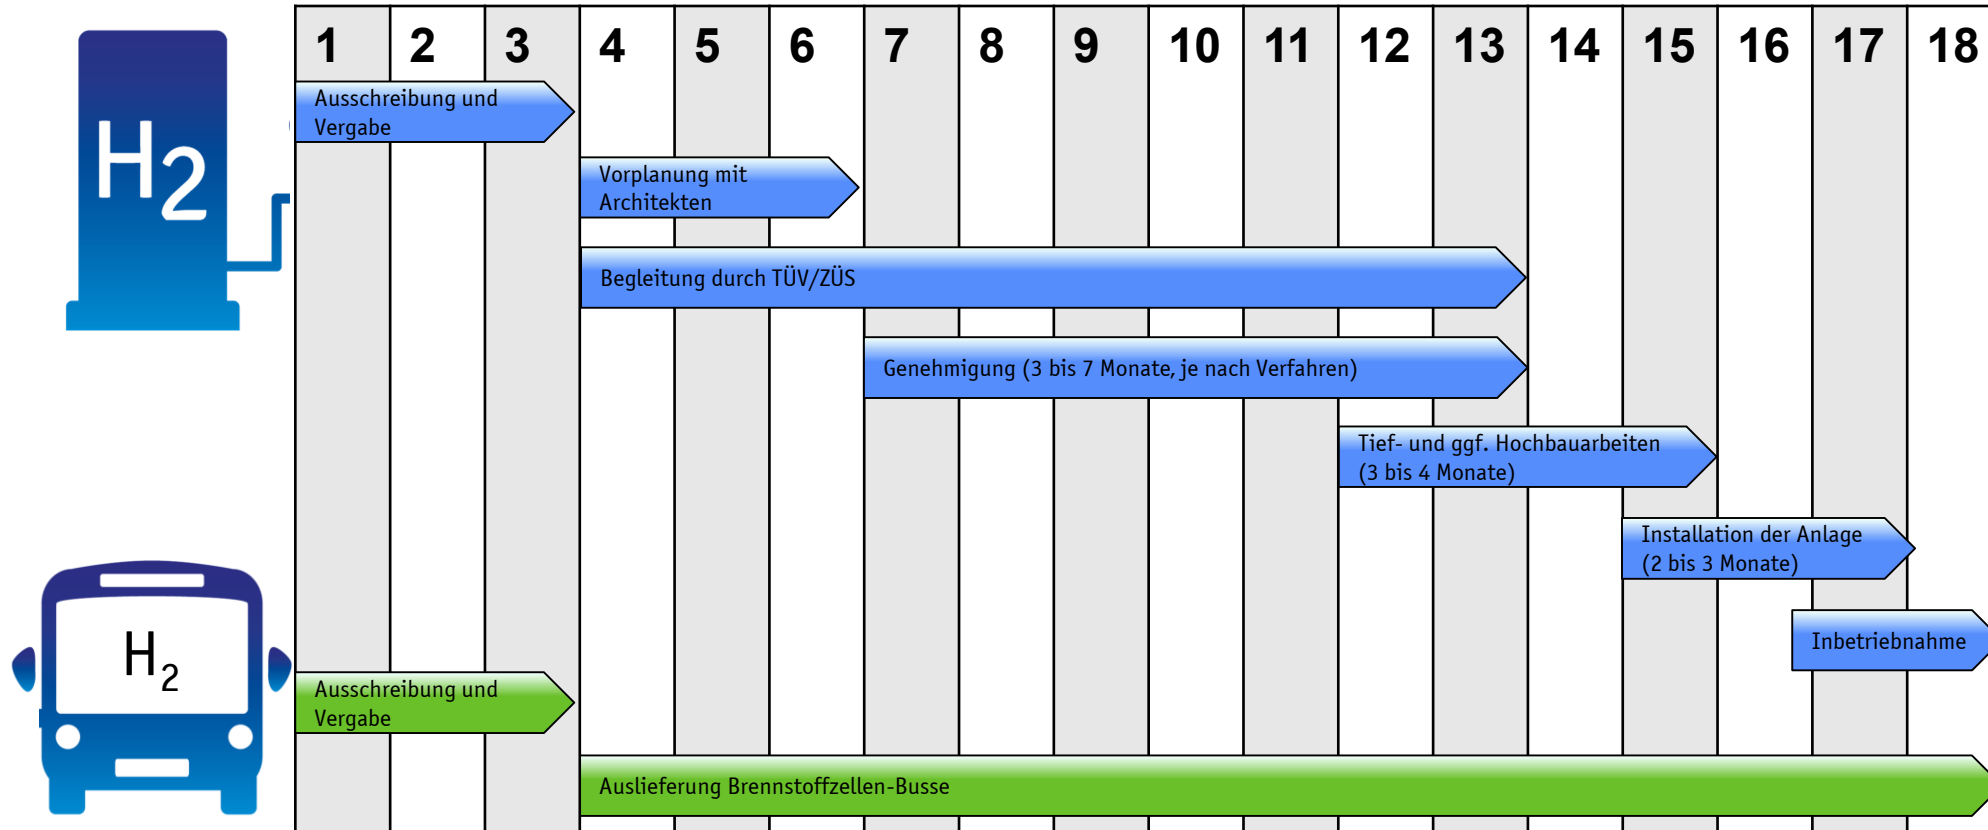 1 2 3 4 5 6 7 8 9 10 11 12 13 14 15 16 17 18
H2
Ausschreibung und
Vergabe
Vorplanung mit
Architekten
Begleitung durch TÜV/ZÜS
Genehmigung (3 bis 7 Monate, je nach Verfahren)
Tief- und ggf. Hochbauarbeiten
(3 bis 4 Monate)
Installation der Anlage
(2 bis 3 Monate)
Inbetriebnahme
H2
Ausschreibung und
Vergabe
Auslieferung Brennstoffzellen-Busse